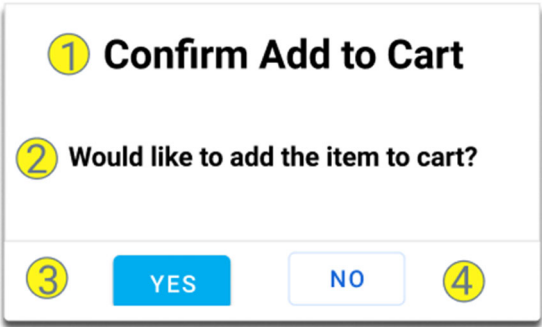 1 Confirm Add to Cart
2 Would like to add the item to cart?
3 YES NO 4